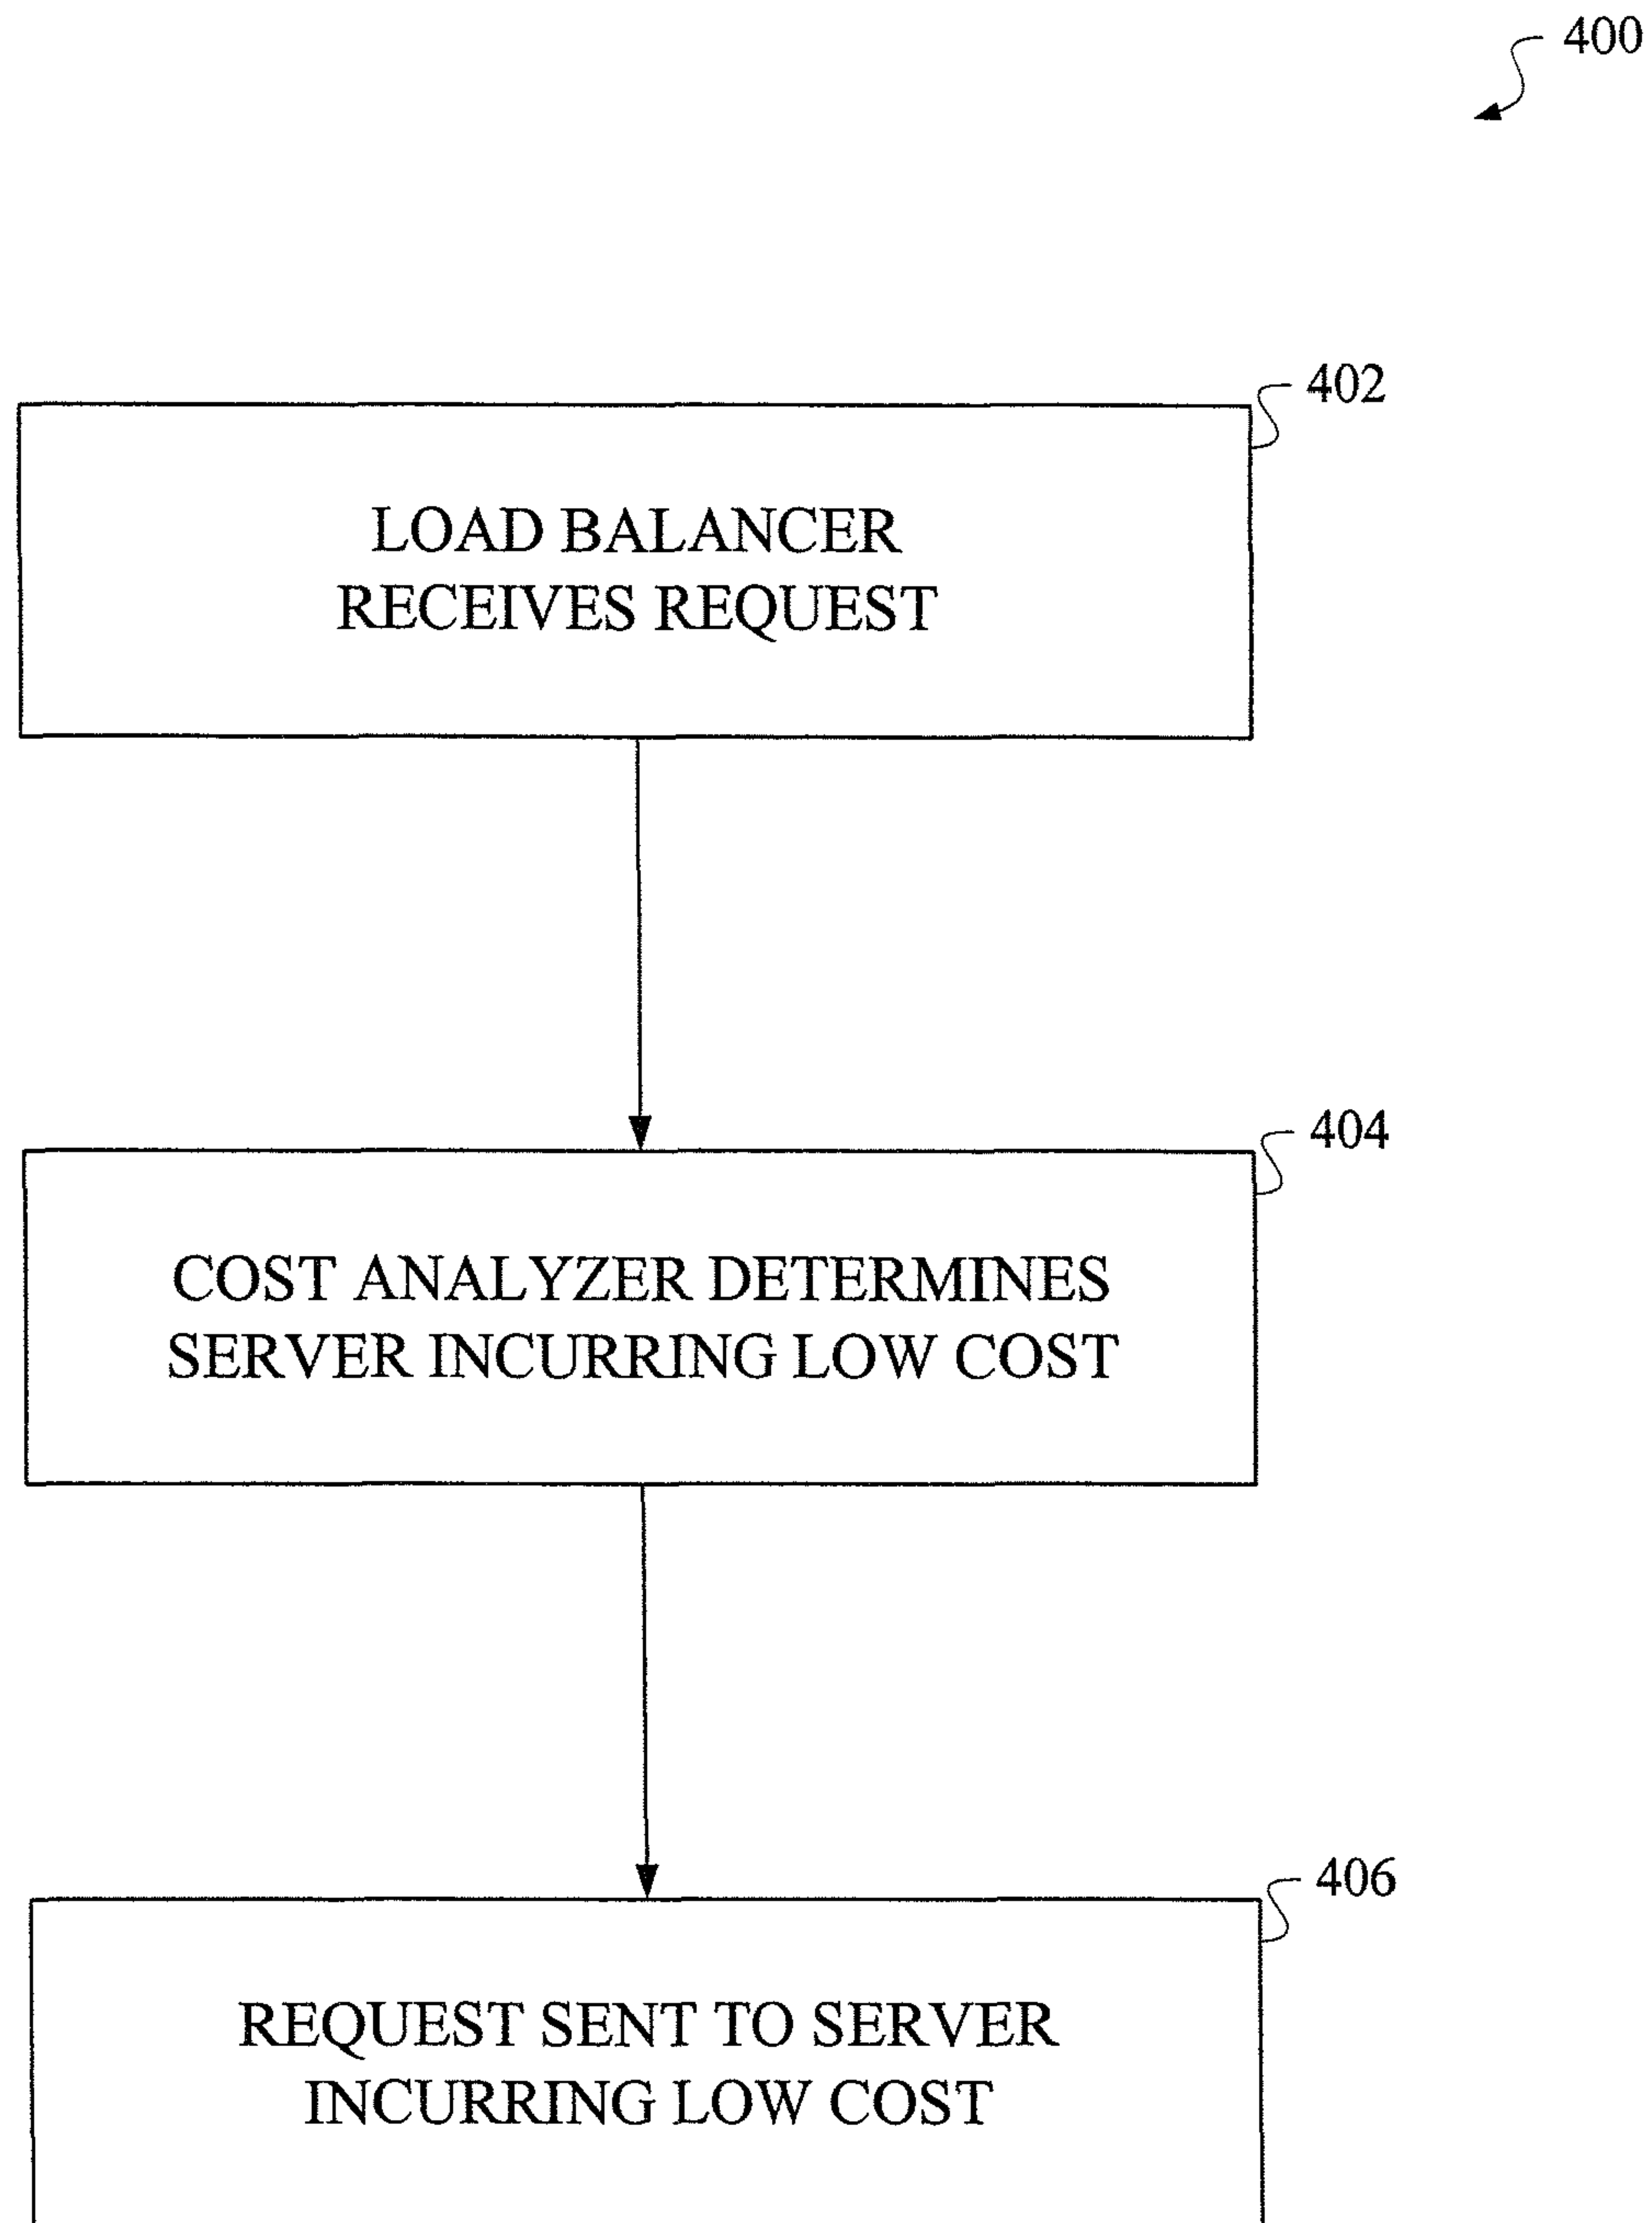 400
402
LOAD BALANCER
RECEIVES REQUEST
404
COST ANALYZER DETERMINES
SERVER INCURRING LOW COST
406
REQUEST SENT TO SERVER
INCURRING LOW COST